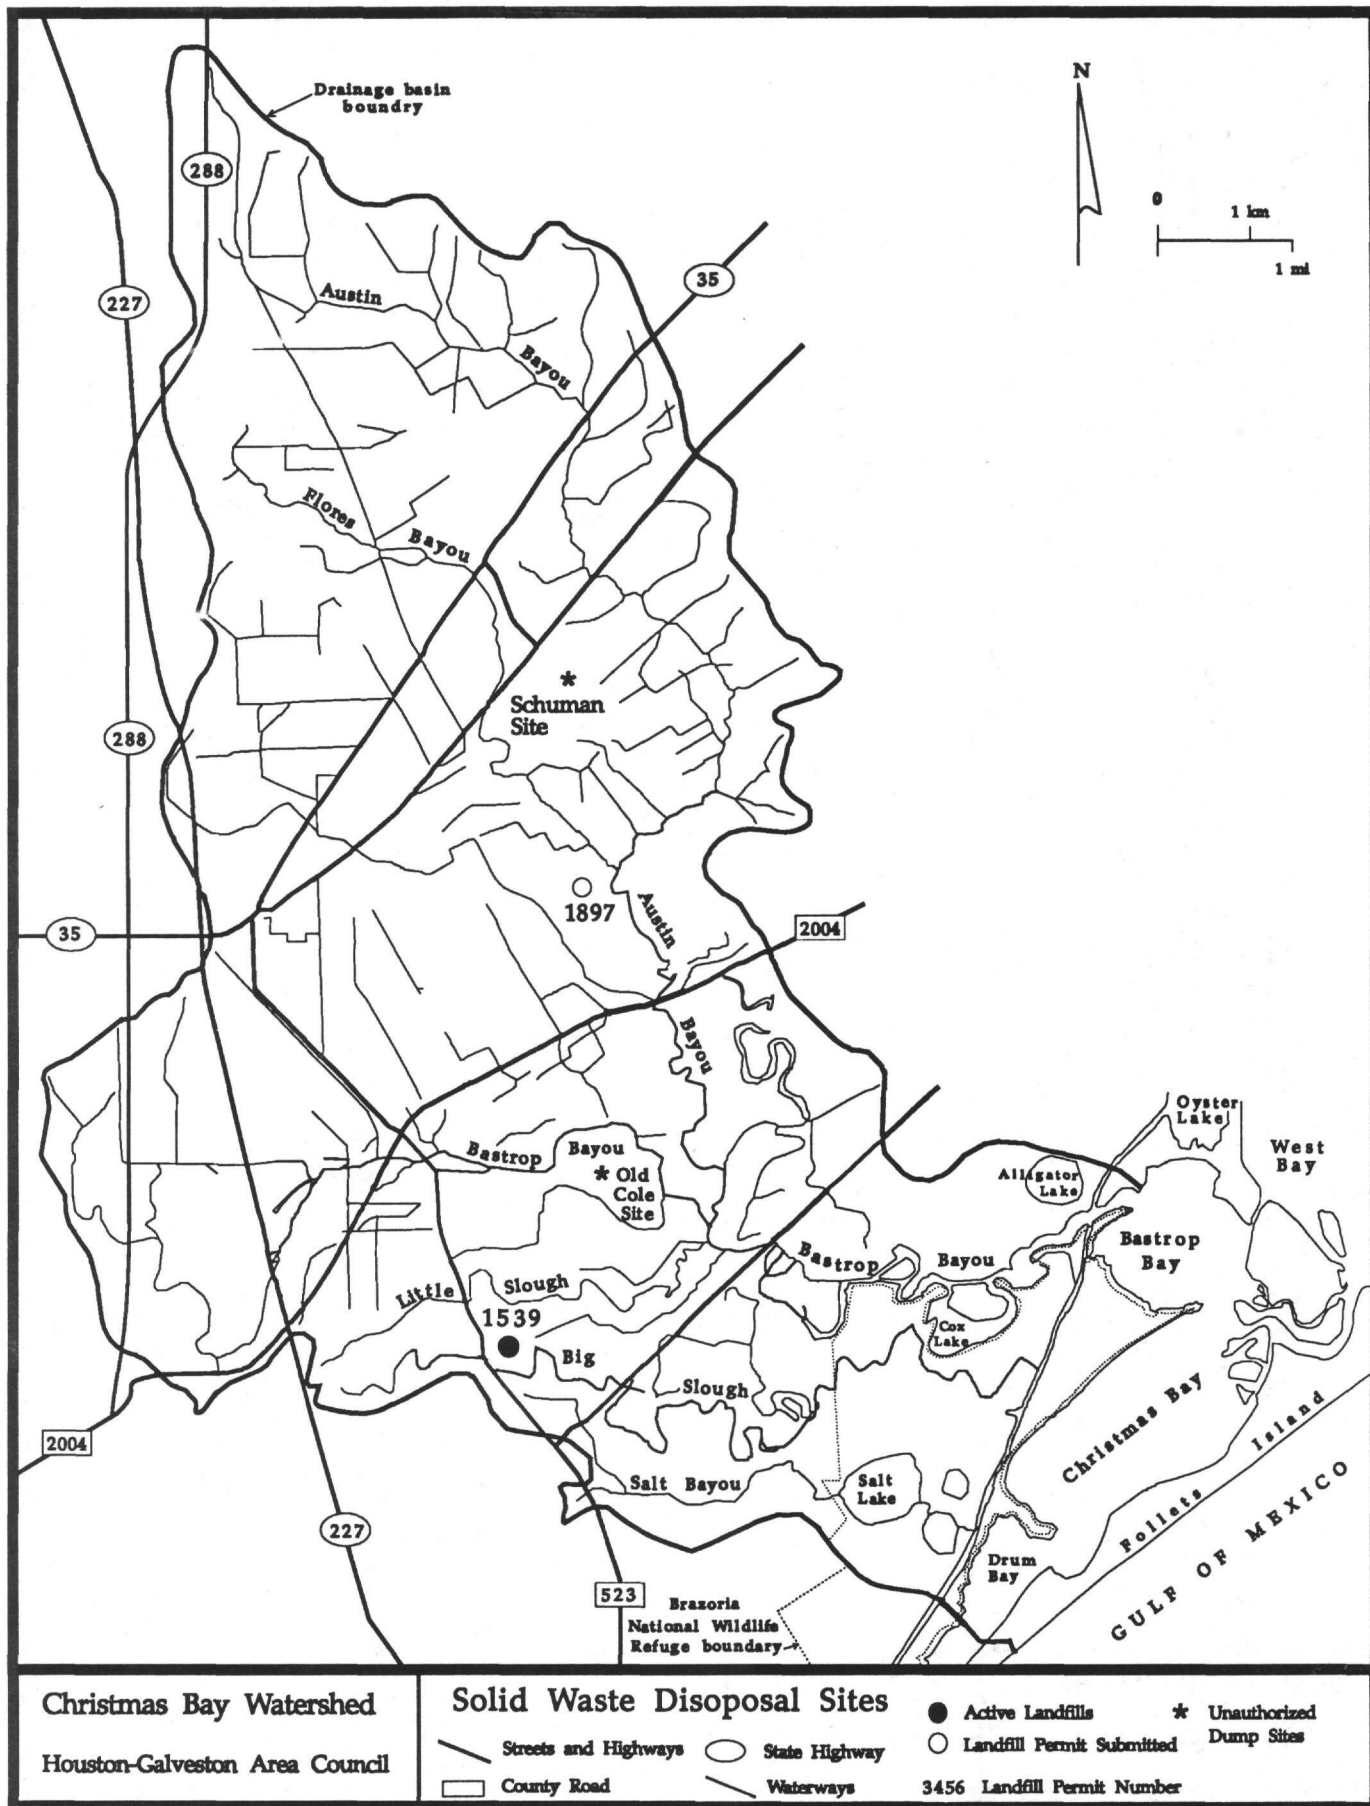 Drainage basin
boundry
N
288
0
1 km
1 mi
35
227
Austin
Bayou
Flores
Bayou
*
Schuman
Site
288
1897
Austin
35
2004
Bayou
Oyster
Lake
West
Bay
Bastrop
Bayou
* Old
Cole
Site
Alligator
Lake
Bastrop
Bayou
Bastrop
Bay
Little
Slough
1539
Cox
Lake
Big
Slough
Christmas Bay
2004
Salt Bayou
Salt
Lake
Follets Island
227
Drum
Bay
GULF OF MEXICO
523
Brazoria
National Wildlife
Refuge boundary
Christmas Bay Watershed
Houston-Galveston Area Council
Solid Waste Disoposal Sites
Streets and Highways
State Highway
County Road
Waterways
Active Landfills
Landfill Permit Submitted
3456 Landfill Permit Number
* Unauthorized
Dump Sites